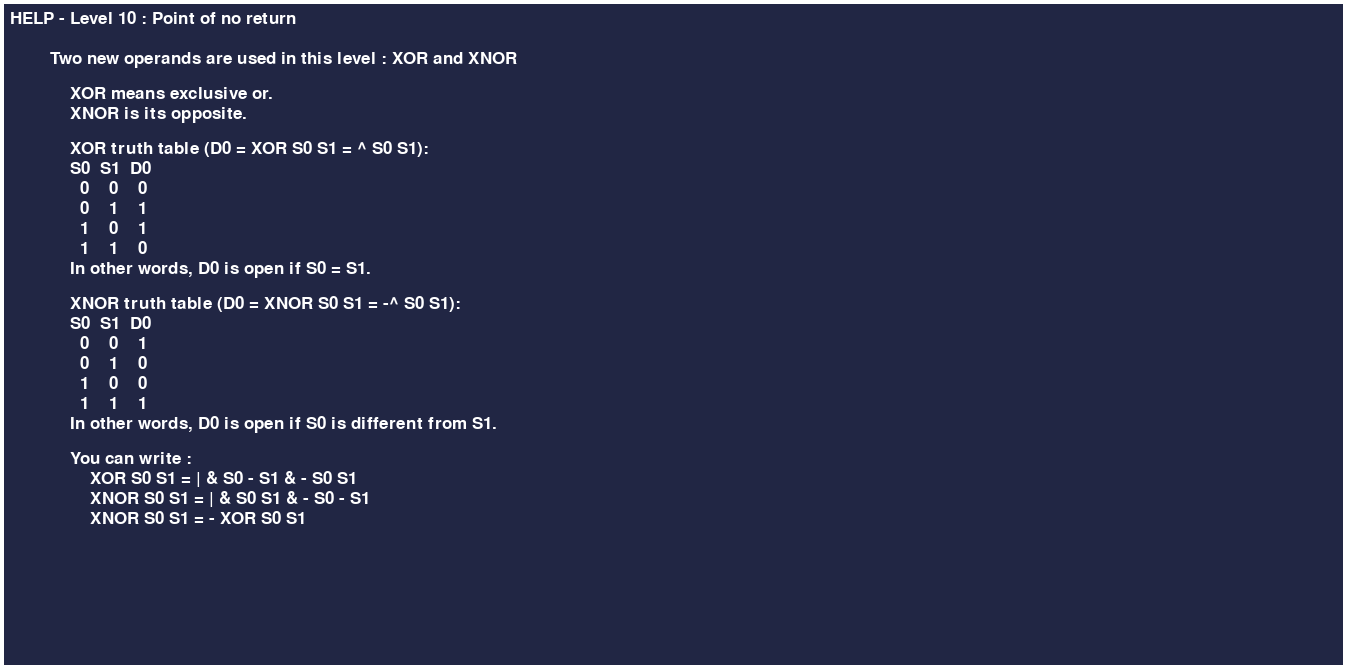 HELP - Level 10 : Point of no return
Two new operands are used in this level : XOR and XNOR
XOR means exclusive or.
XNOR is its opposite.
XOR truth table (D0 = XOR S0 S1 = ^ S0 S1):
S0 S1 D0
0 0 0
0 1 1
1 0 1
1 1 0
In other words, D0 is open if S0 = S1.
XNOR truth table (D0 = XNOR S0 S1 = -^ S0 S1):
S0 S1 D0
0 0 1
0 1 0
1 0 0
1 1 1
In other words, D0 is open if S0 is different from S1.
You can write :
XOR S0 S1 = | & S0 - S1 & - S0 S1
XNOR S0 S1 = | & S0 S1 & - S0 - S1
XNOR S0 S1 = - XOR S0 S1